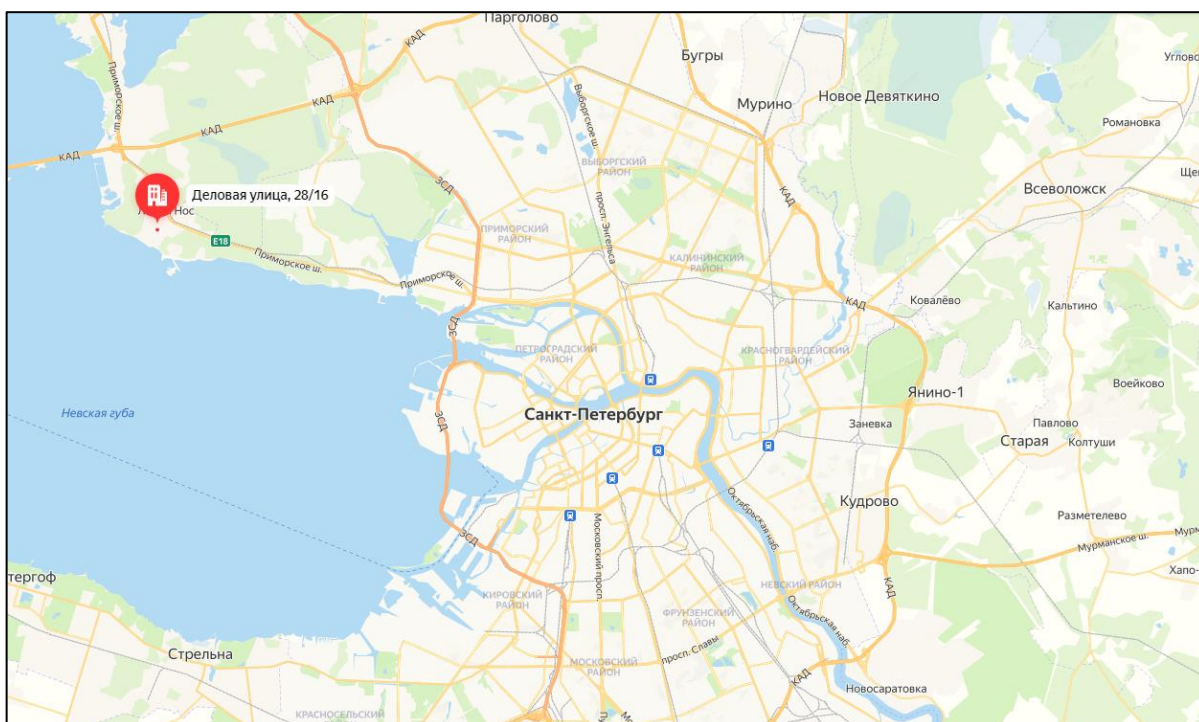 Парголово
Бугры
Углово
Приморское ш.
КАД
Выборгское ш.
Мурино
Новое Девяткино
КАД
Романовка
КАД
КАД
ВЫБОРГСКИЙ
РАЙОН
Всеволожск
ЗСД
КАД
просп. Энгельса
Деловая улица, 28/16
Нос
ПРИМОРСКИЙ
РАЙОН
E18
Приморское ш.
КАЛИНИНСКИЙ
РАЙОН
Приморское ш.
КАД
Ковалёво
Кальтино
ЗСД
ПЕТРОГРАДСКИЙ
РАЙОН
КРАСНОГВАРДЕЙСКИЙ
РАЙОН
Янино-1
Воейково
Невская губа
ЗСД
Санкт-Петербург
Заневка
Павлово
Старая
Колтуши
Октябрьская наб.
Кудрово
Разметелево
Московский просп.
ЗСД
Мурманское ш.
Мурм
тергоф
КИРОВСКИЙ
РАЙОН
НЕВСКИЙ РАЙОН
КАД
Хапо-
ФРУНЗЕНСКИЙ
РАЙОН
Октябрьская наб.
Стрельна
просп. Славы
МОСКОВСКИЙ
РАЙОН
КАД
Новосаратовка
КРАСНОСЕЛЬСКИЙ